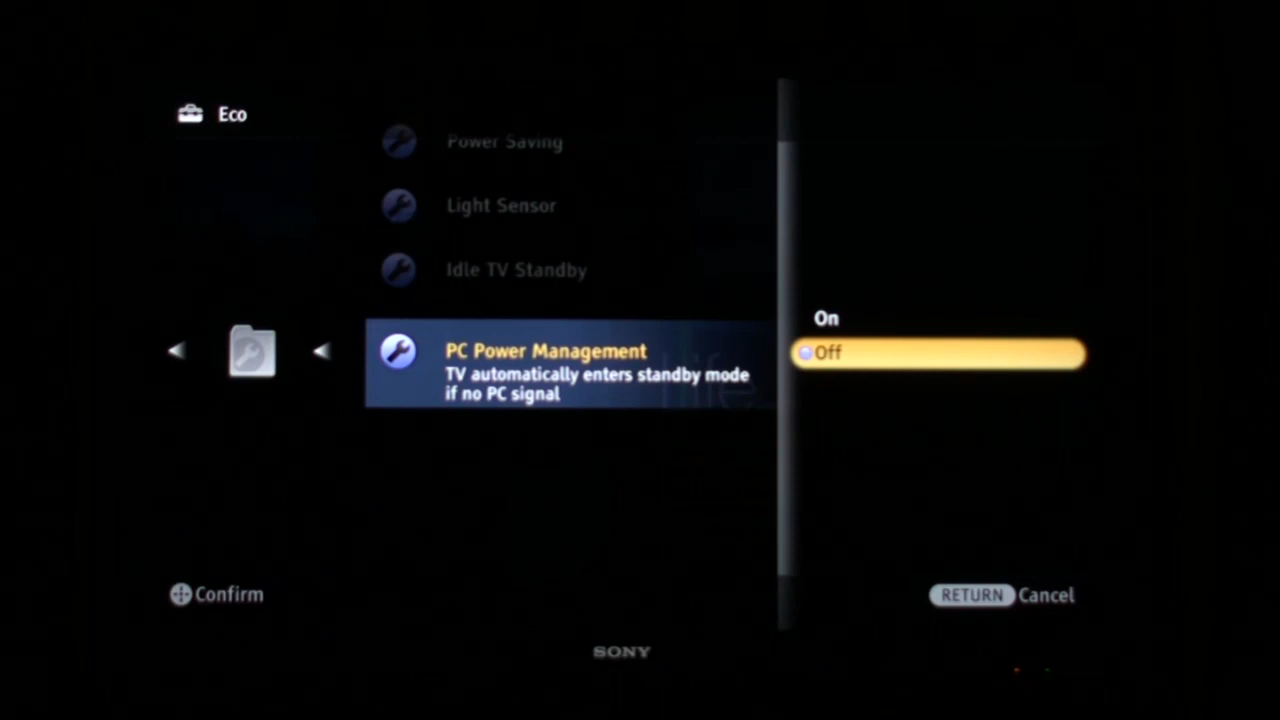 Eco
Power Saving
Light Sensor
Idle TV Standby
PC Power Management
TV automatically enters standby mode
if no PC signal
On
Off
Confirm
RETURN Cancel
SONY